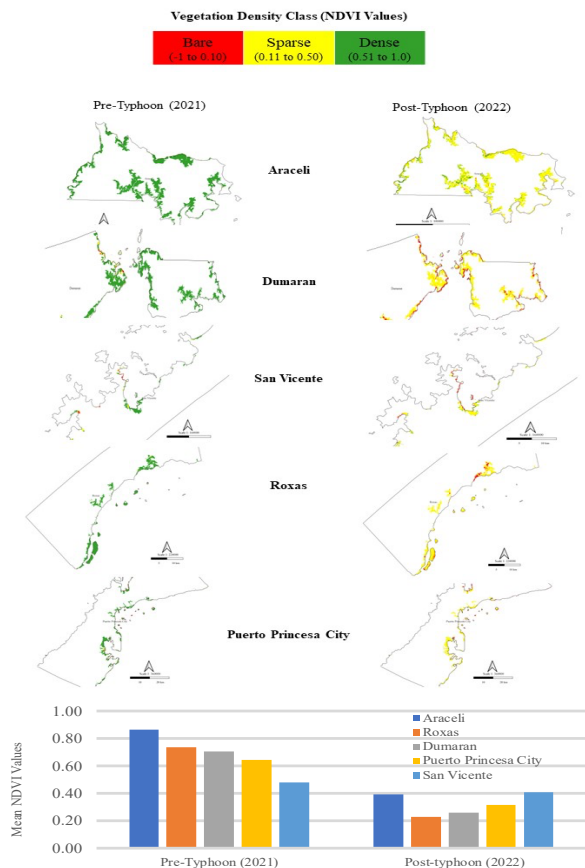 Vegetation Density Class (NDVI Values)
Bare Sparse Dense
(-1 to 0.10) (0.11 to 0.50) (0.51 to 1.0)
Pre-Typhoon (2021) Post-Typhoon (2022)
Araceli
Dumaran
San Vicente
Roxas
Puerto Princesa City
1.00
0.80
0.60
0.40
0.20
0.00
Mean NDVI Values
Araceli
Roxas
Dumaran
Puerto Princesa City
San Vicente
Pre-Typhoon (2021) Post-typhoon (2022)